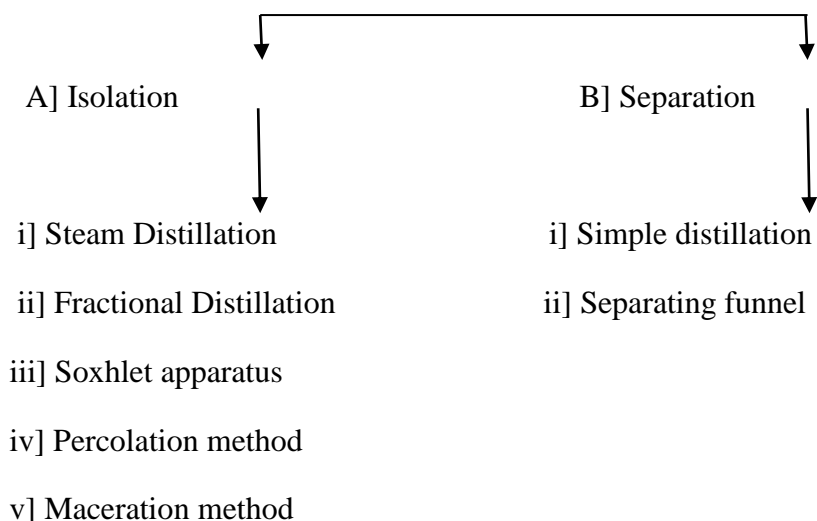 A] Isolation B] Separation
i] Steam Distillation i] Simple distillation
ii] Fractional Distillation ii] Separating funnel
iii] Soxhlet apparatus
iv] Percolation method
v] Maceration method